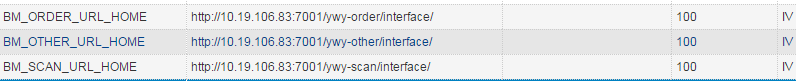 BM_ORDER_URL_HOME http://10.19.106.83:7001/ywy-order/interface/ 100 IV
BM_OTHER_URL_HOME http://10.19.106.83:7001/ywy-other/interface/ 100 IV
BM_SCAN_URL_HOME http://10.19.106.83:7001/ywy-scan/interface/ 100 IV